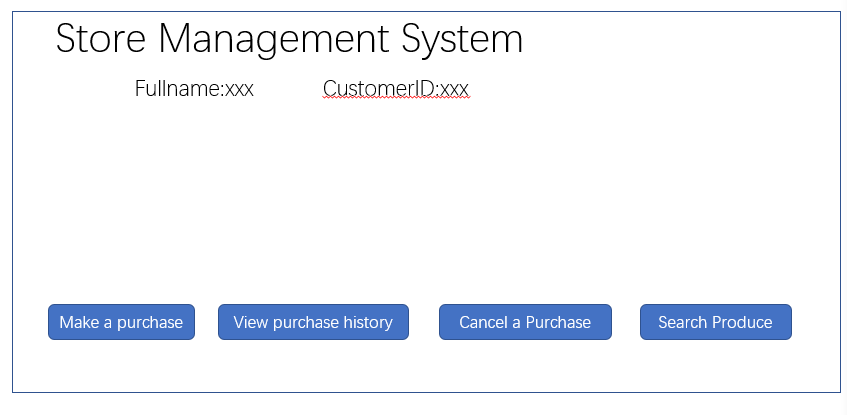 Store Management System
Fullname:xxx CustomerID:xxx
Make a purchase View purchase history Cancel a Purchase Search Produce